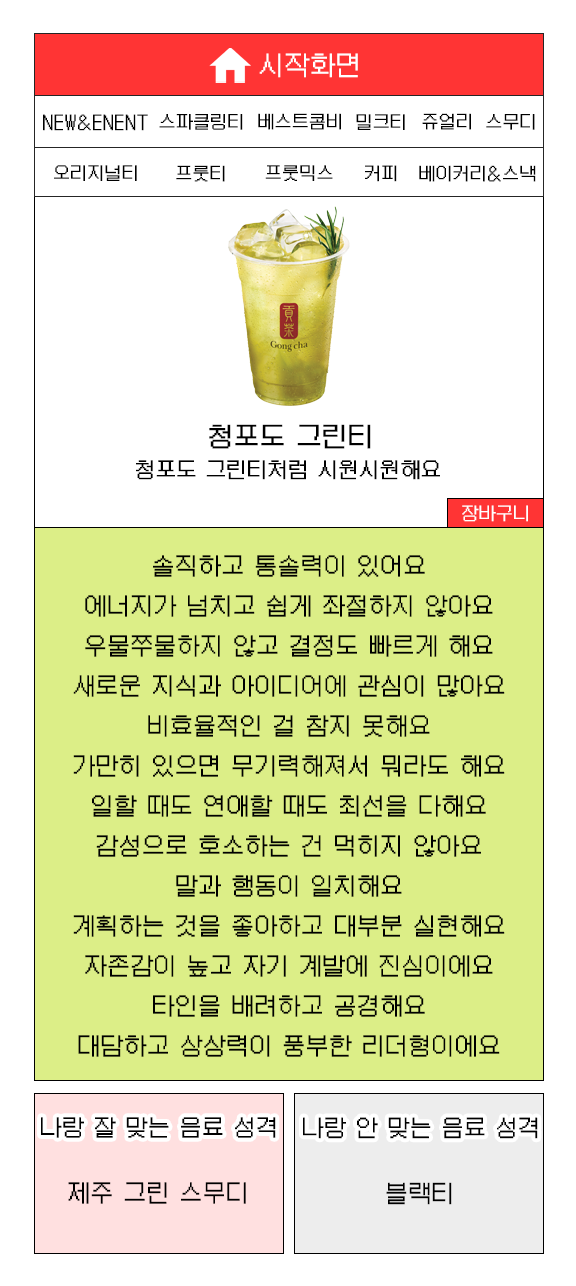 시작화면
NEW&ENENT 스파클링티 베스트콤비 밀크티 쥬얼리 스무디
오리지널티 프룻티 프룻믹스 커피 베이커리&스낵
貢茶
Gong cha
청포도 그린티
청포도 그린티처럼 시원시원해요
장바구니
솔직하고 통솔력이 있어요
에너지가 넘치고 쉽게 좌절하지 않아요
우물쭈물하지 않고 결정도 빠르게 해요
새로운 지식과 아이디어에 관심이 많아요
비효율적인 걸 참지 못해요
가만히 있으면 무기력해져서 뭐라도 해요
일할 때도 연애할 때도 최선을 다해요
감성으로 호소하는 건 먹히지 않아요
말과 행동이 일치해요
계획하는 것을 좋아하고 대부분 실현해요
자존감이 높고 자기 계발에 진심이에요
타인을 배려하고 공경해요
대담하고 상상력이 풍부한 리더형이에요
나랑 잘 맞는 음료 성격
제주 그린 스무디
나랑 안 맞는 음료 성격
블랙티